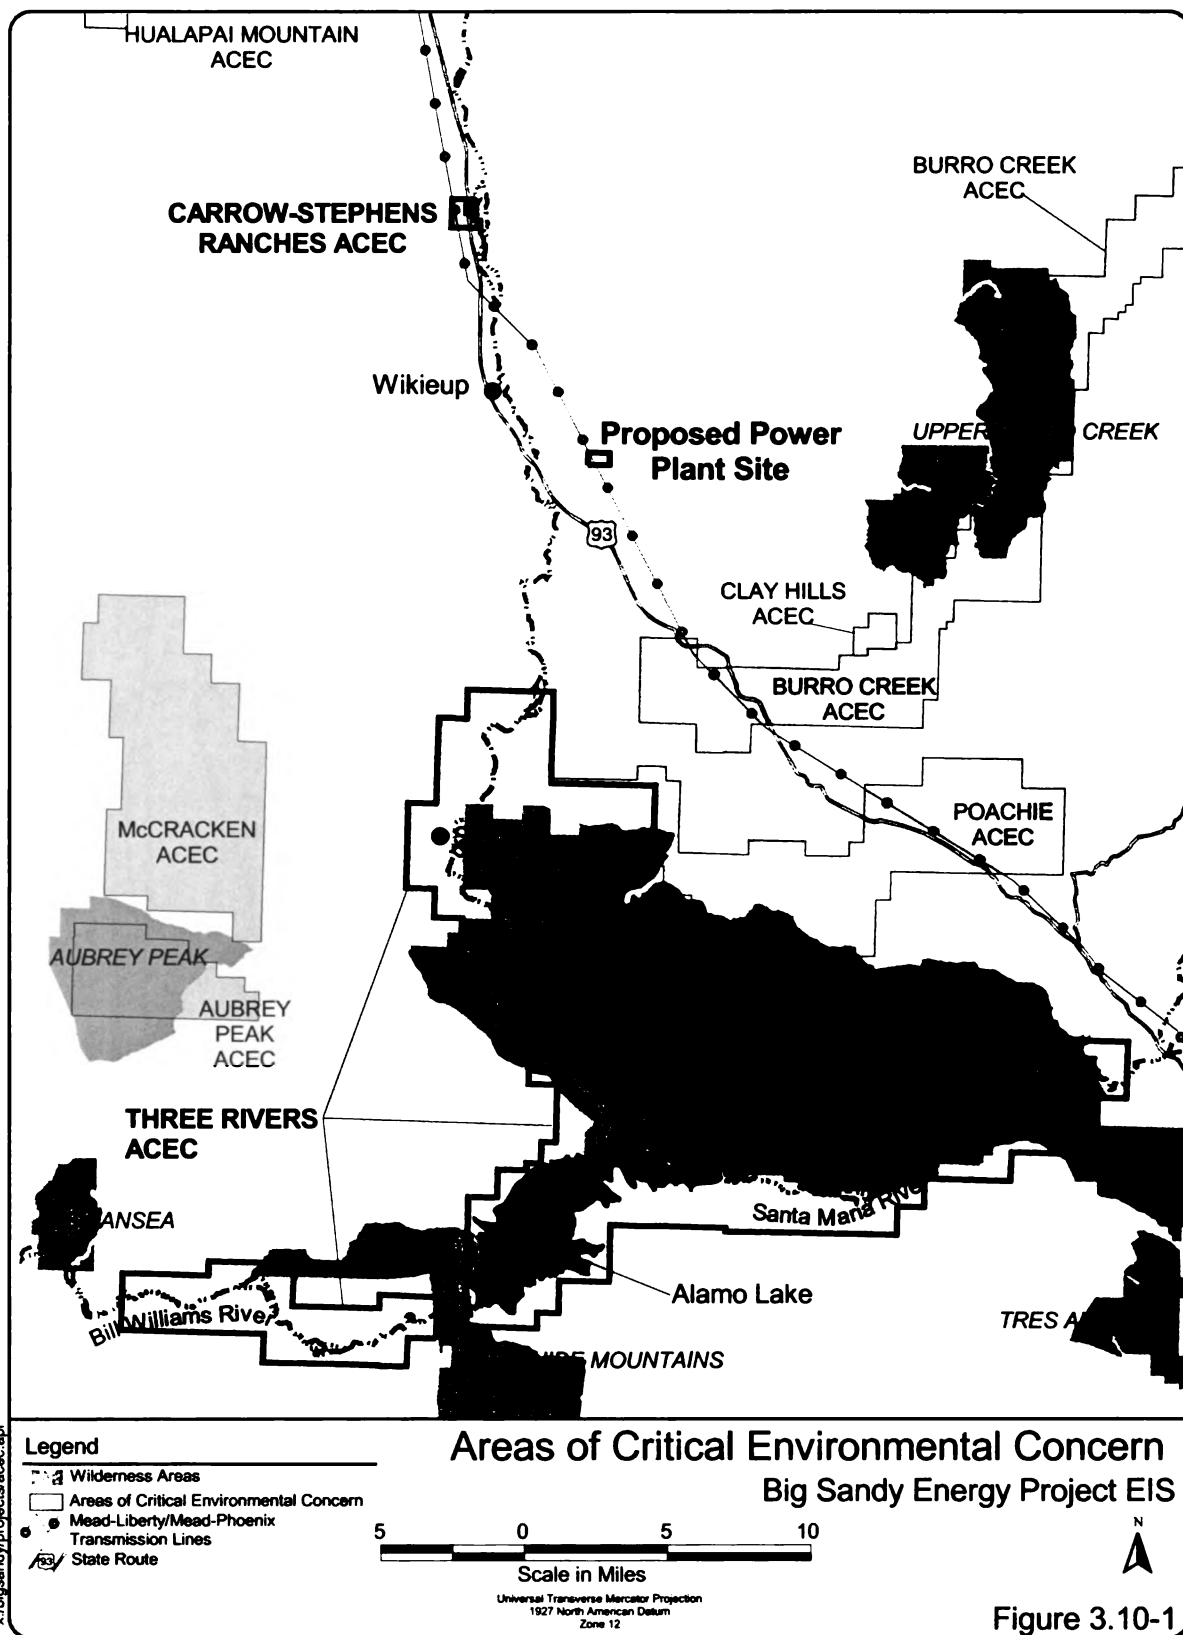 HUALAPAI MOUNTAIN
ACEC
BURRO CREEK
ACEC
CARROW-STEPHENS
RANCHES ACEC
Wikieup
Proposed Power
Plant Site
UPPER CREEK
93
CLAY HILLS
ACEC
BURRO CREEK
ACEC
McCRACKEN
ACEC
POACHIE
ACEC
AUBREY PEAK
AUBREY
PEAK
ACEC
THREE RIVERS
ACEC
ANSEA
Santa Maria River
Alamo Lake
Bill Williams River
TRES A
MOUNTAINS
Legend
Wilderness Areas
Areas of Critical Environmental Concern
Mead-Liberty/Mead-Phoenix
Transmission Lines
93 State Route
Areas of Critical Environmental Concern
Big Sandy Energy Project EIS
5 0 5 10
Scale in Miles
Universal Transverse Mercator Projection
1927 North American Datum
Zone 12
N
Figure 3.10-1